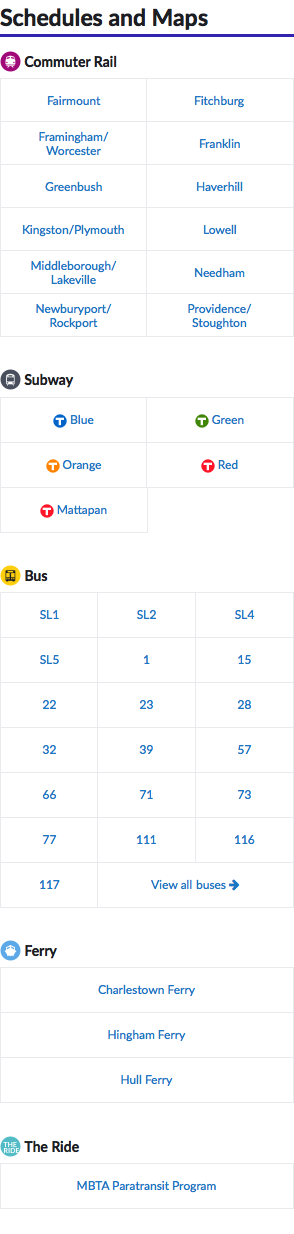 Schedules and Maps
Commuter Rail
Fairmount
Fitchburg
Framingham/
Worcester
Franklin
Greenbush
Haverhill
Kingston/Plymouth
Lowell
Middleborough/
Lakeville
Needham
Newburyport/
Rockport
Providence/
Stoughton
Subway
T Blue
T Green
T Orange
T Red
T Mattapan
Bus
SL1
SL2
SL4
SL5
1
15
22
23
28
32
39
57
66
71
73
77
111
116
117
View all buses
Ferry
Charlestown Ferry
Hingham Ferry
Hull Ferry
THE
RIDE
The Ride
MBTA Paratransit Program